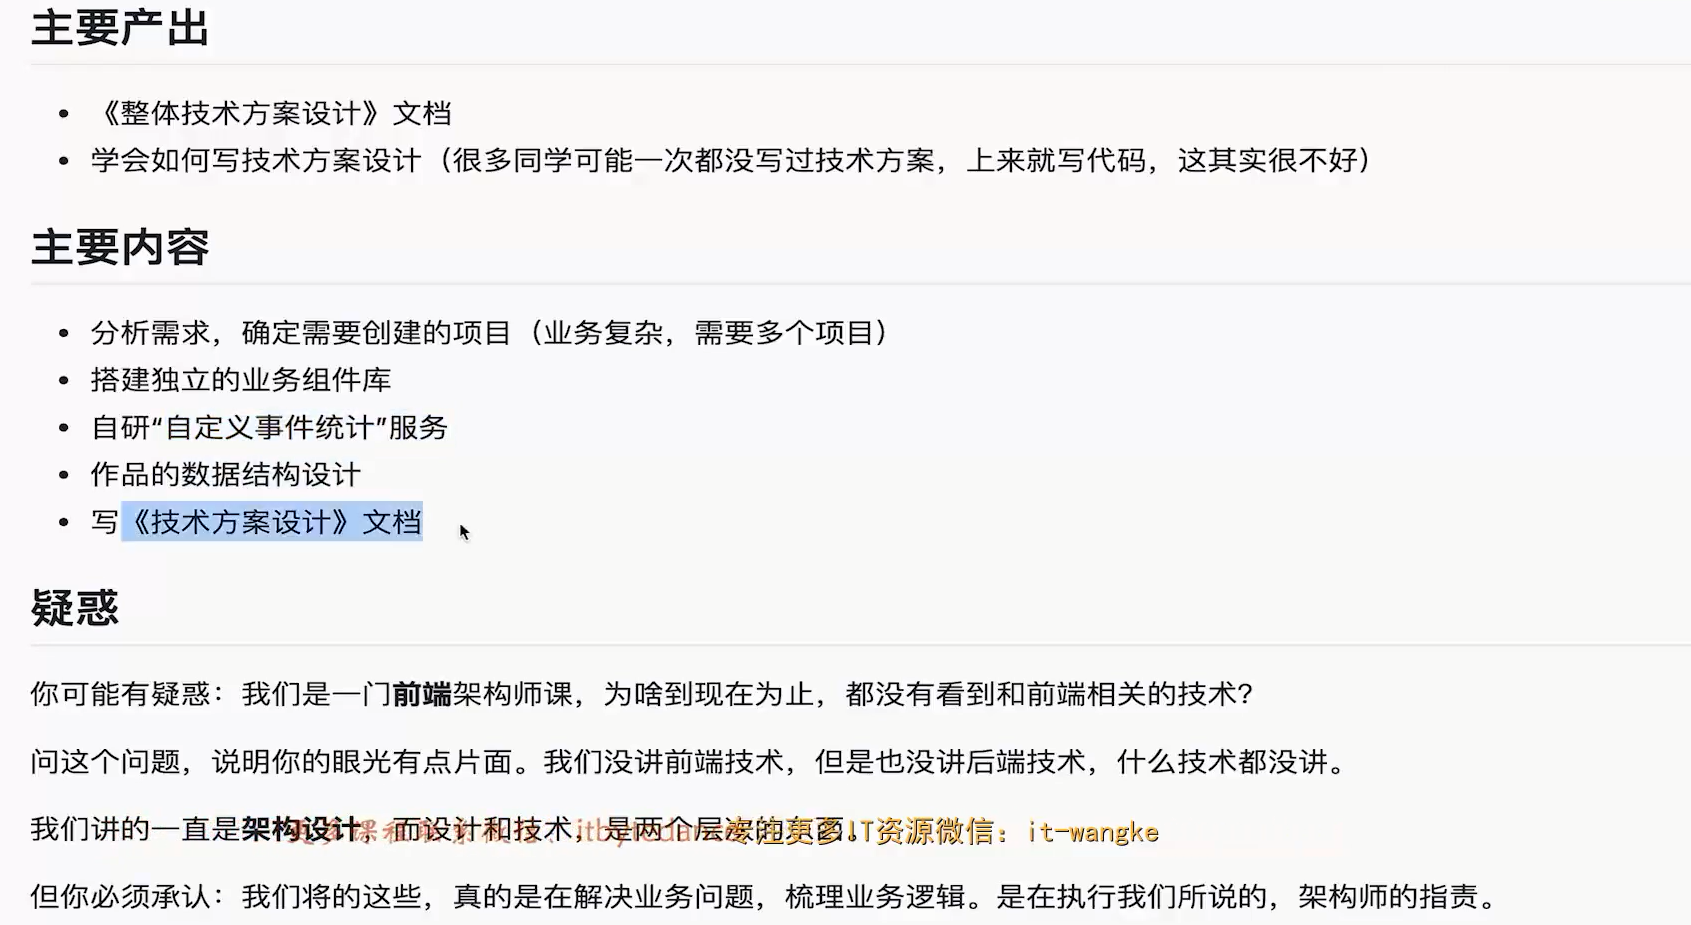 主要产出
《整体技术方案设计》文档
学会如何写技术方案设计（很多同学可能一次都没写过技术方案，上来就写代码，这其实很不好）
主要内容
分析需求，确定需要创建的项目（业务复杂，需要多个项目）
搭建独立的业务组件库
自研“自定义事件统计”服务
作品的数据结构设计
写《技术方案设计》文档
疑惑
你可能有疑惑：我们是一门前端架构师课，为啥到现在为止，都没有看到和前端相关的技术？
问这个问题，说明你的眼光有点片面。我们没讲前端技术，但是也没讲后端技术，什么技术都没讲。
我们讲的一直是架构设计，而设计和技术，是两个层
更多IT资源微信：it-wangke
但你必须承认：我们将的这些，真的是在解决业务问题，梳理业务逻辑。是在执行我们所说的，架构师的指责。